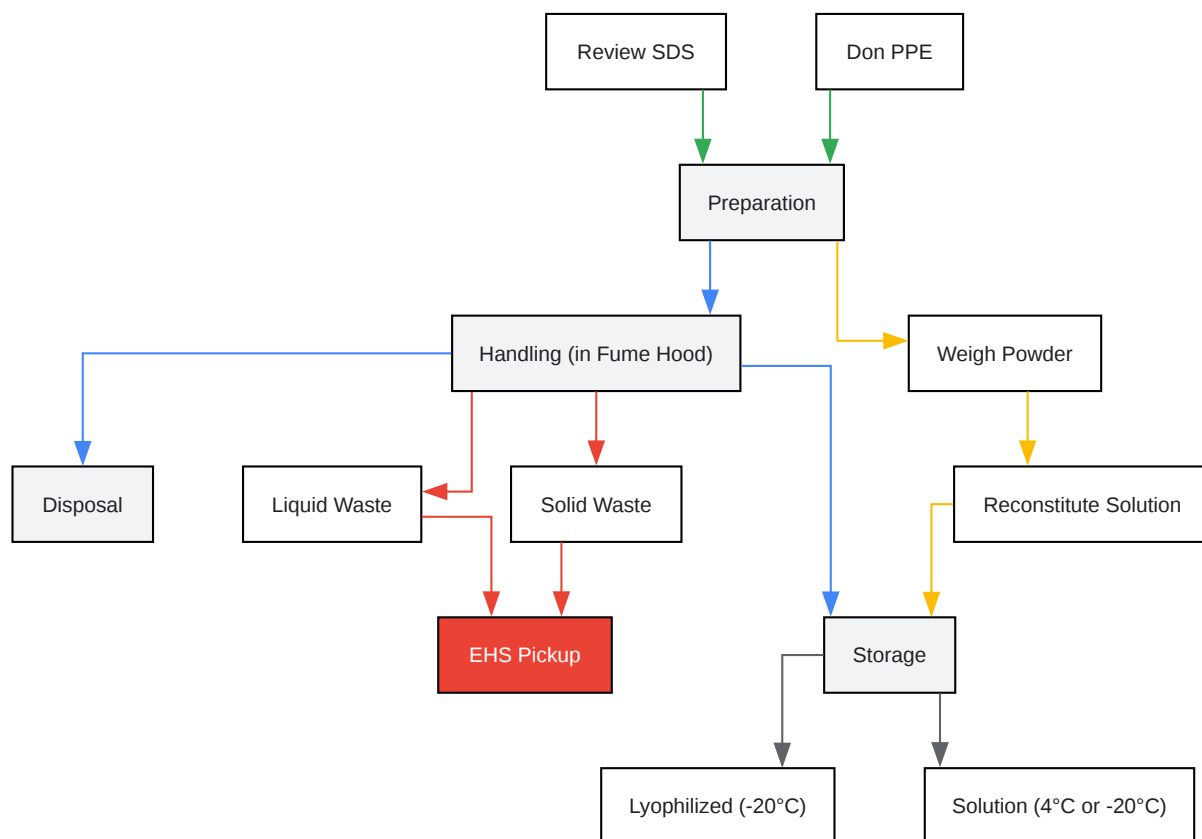 Review SDS
Don PPE
Preparation
Handling (in Fume Hood)
Weigh Powder
Disposal
Liquid Waste
Solid Waste
Reconstitute Solution
EHS Pickup
Storage
Lyophilized (-20°C)
Solution (4°C or -20°C)